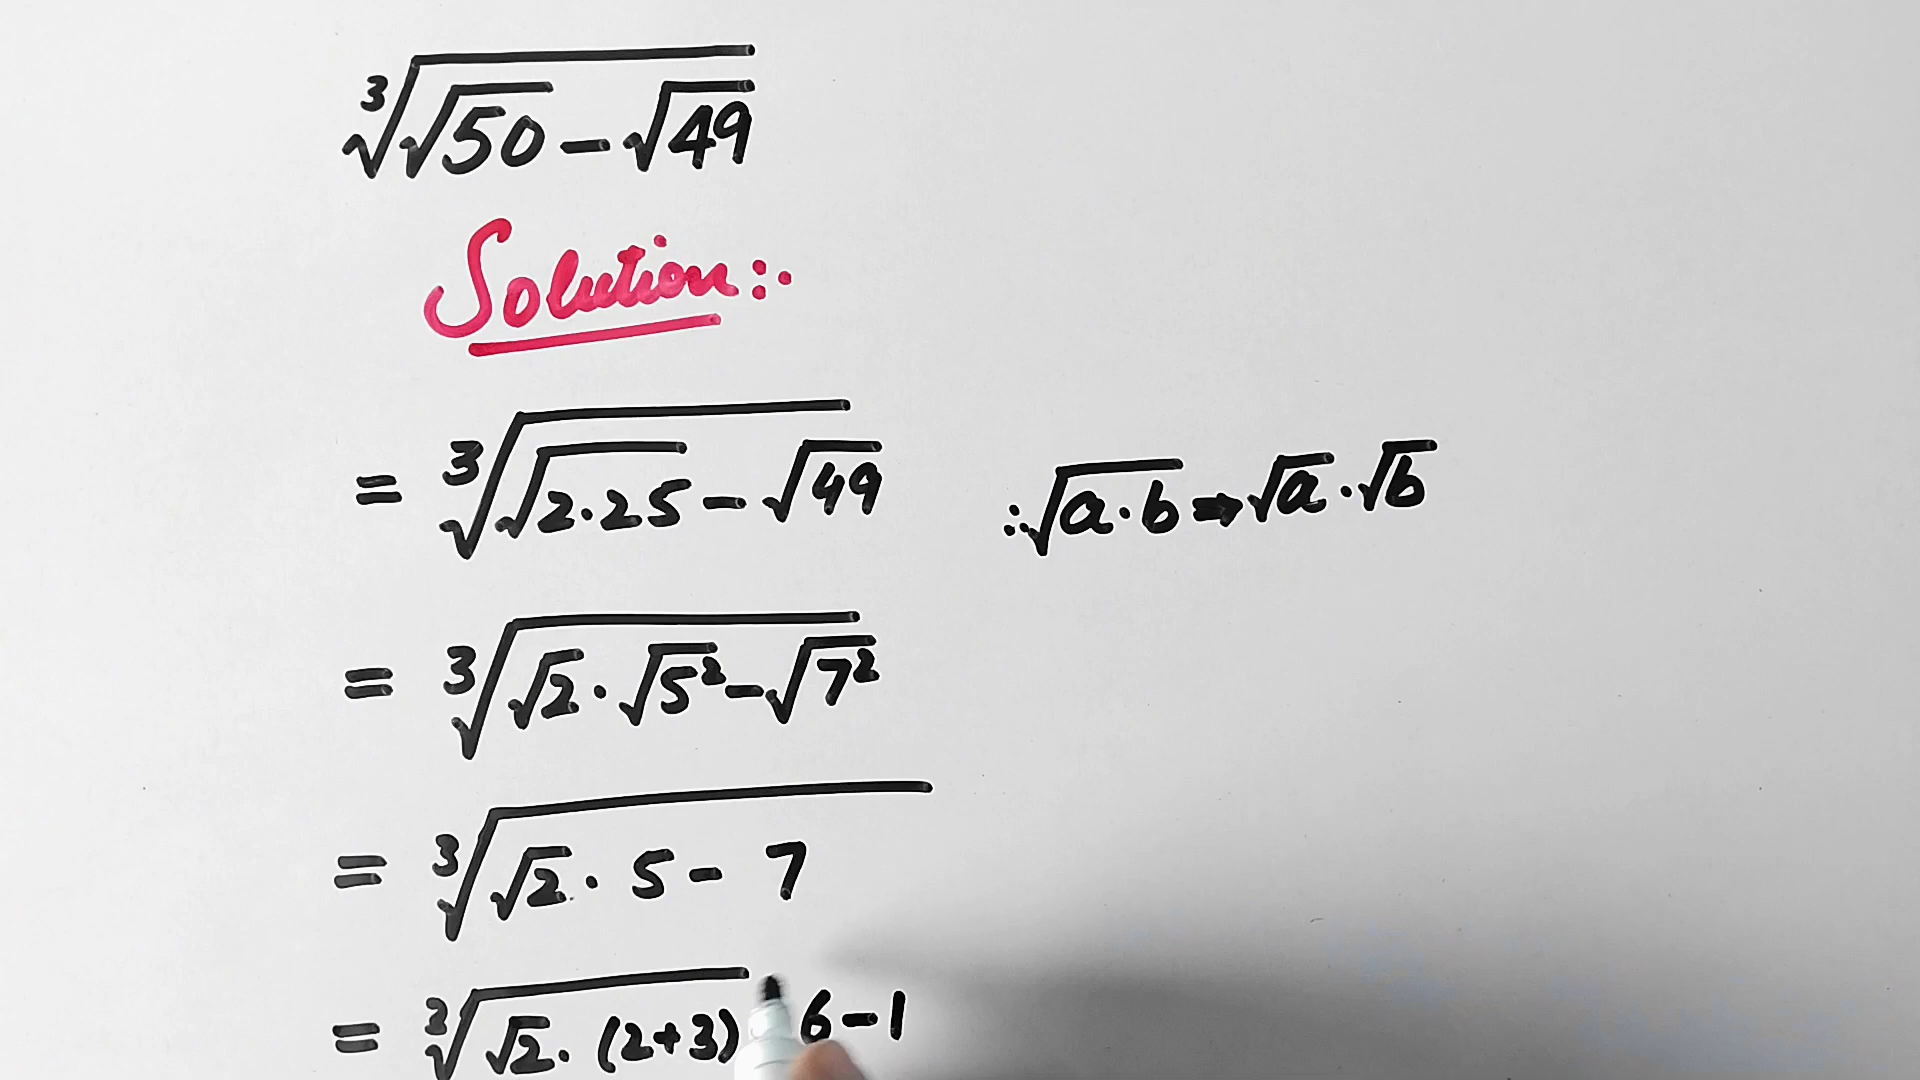 ∛(√50 − √49)
Solution:·
= ∛(√(2·25) − √49) ∴ √(a·b) ⇒ √a · √b
= ∛(√2 · √5² − √7²)
= ∛(√2 · 5 − 7)
= ∛(√2 · (2+3) 6 − 1